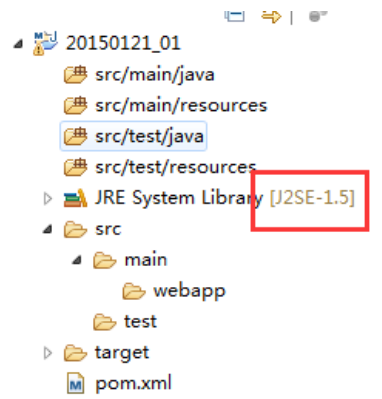 20150121_01
src/main/java
src/main/resources
src/test/java
src/test/resources
JRE System Library [J2SE-1.5]
src
main
webapp
test
target
pom.xml